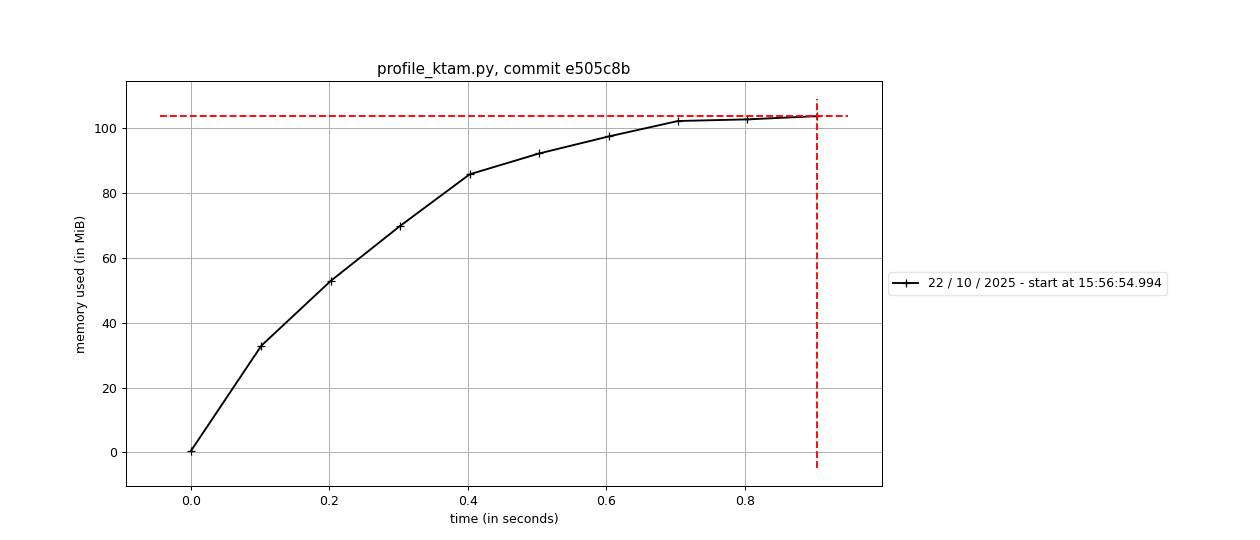 profile_ktam.py, commit e505c8b
memory used (in MiB)
100
80
60
40
20
0
0.0 0.2 0.4 0.6 0.8
time (in seconds)
22 / 10 / 2025 - start at 15:56:54.994